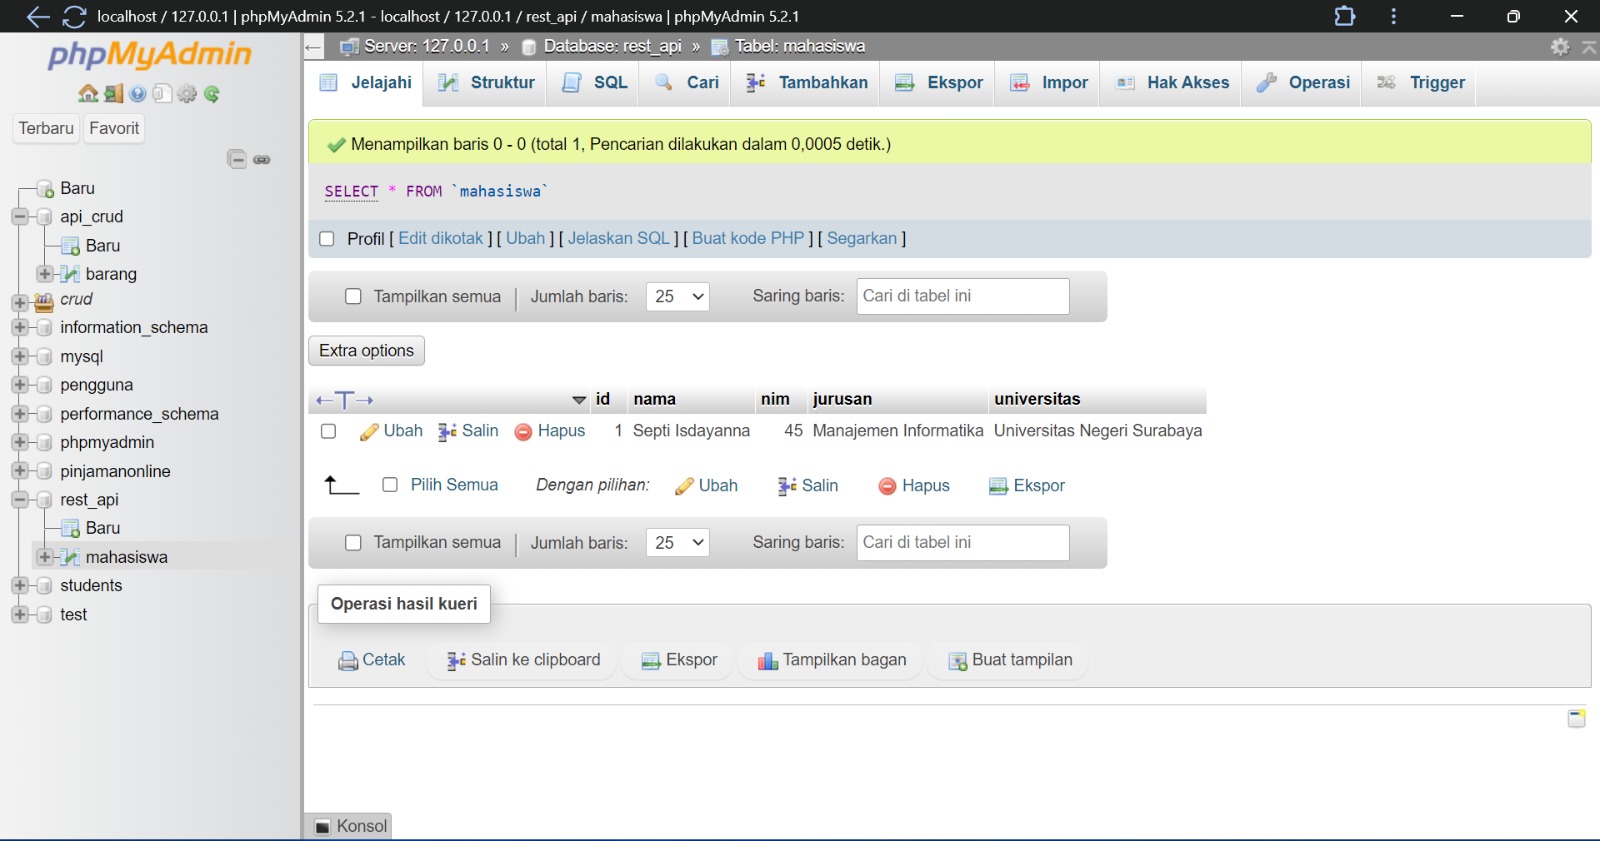 localhost / 127.0.0.1 | phpMyAdmin 5.2.1 - localhost / 127.0.0.1 / rest_api / mahasiswa | phpMyAdmin 5.2.1
phpMyAdmin
Terbaru Favorit
Baru
api_crud
Baru
barang
crud
information_schema
mysql
pengguna
performance_schema
phpmyadmin
pinjamanonline
rest_api
Baru
mahasiswa
students
test
Server: 127.0.0.1 » Database: rest_api » Tabel: mahasiswa
Jelajahi Struktur SQL Cari Tambahkan Ekspor Impor Hak Akses Operasi Trigger
Menampilkan baris 0 - 0 (total 1, Pencarian dilakukan dalam 0,0005 detik.)
SELECT * FROM `mahasiswa`
Profil [ Edit dikotak ] [ Ubah ] [ Jelaskan SQL ] [ Buat kode PHP ] [ Segarkan ]
Tampilkan semua | Jumlah baris: 25 Saring baris: Cari di tabel ini
Extra options
id nama nim jurusan universitas
Ubah Salin Hapus 1 Septi Isdayanna 45 Manajemen Informatika Universitas Negeri Surabaya
Pilih Semua Dengan pilihan: Ubah Salin Hapus Ekspor
Tampilkan semua | Jumlah baris: 25 Saring baris: Cari di tabel ini
Operasi hasil kueri
Cetak Salin ke clipboard Ekspor Tampilkan bagan Buat tampilan
Konsol